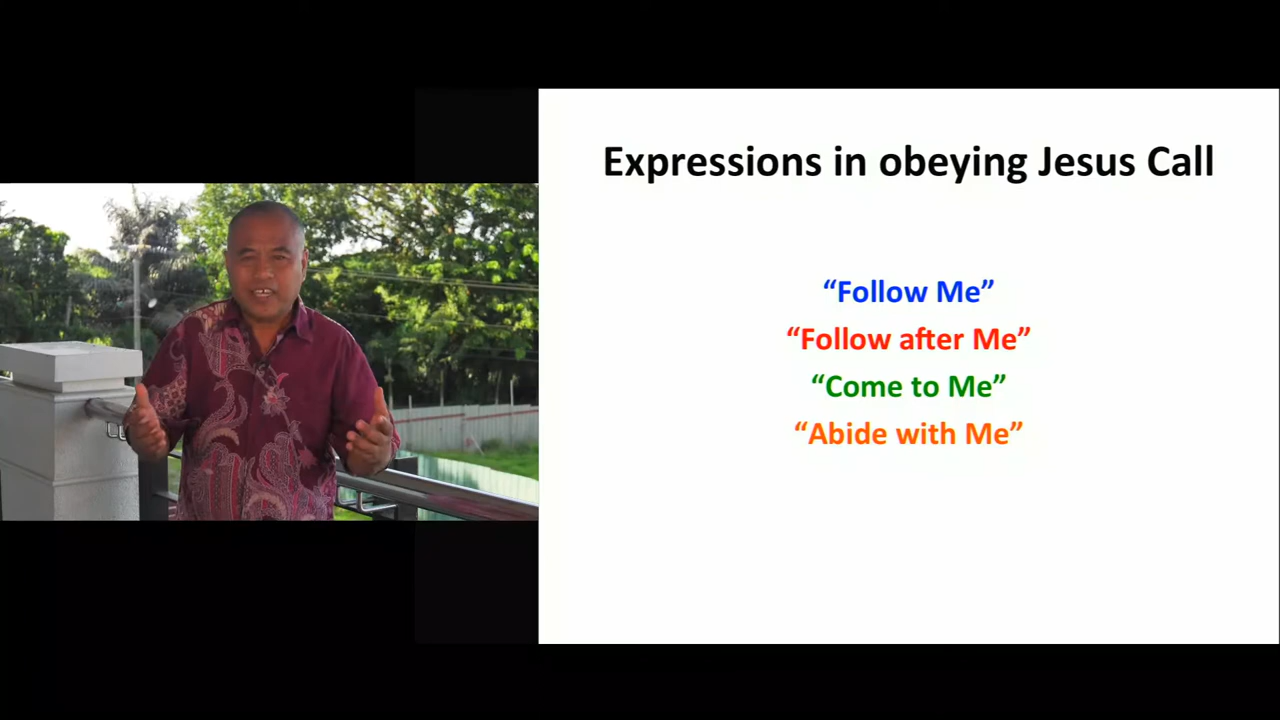 Expressions in obeying Jesus Call
“Follow Me”
“Follow after Me”
“Come to Me”
“Abide with Me”